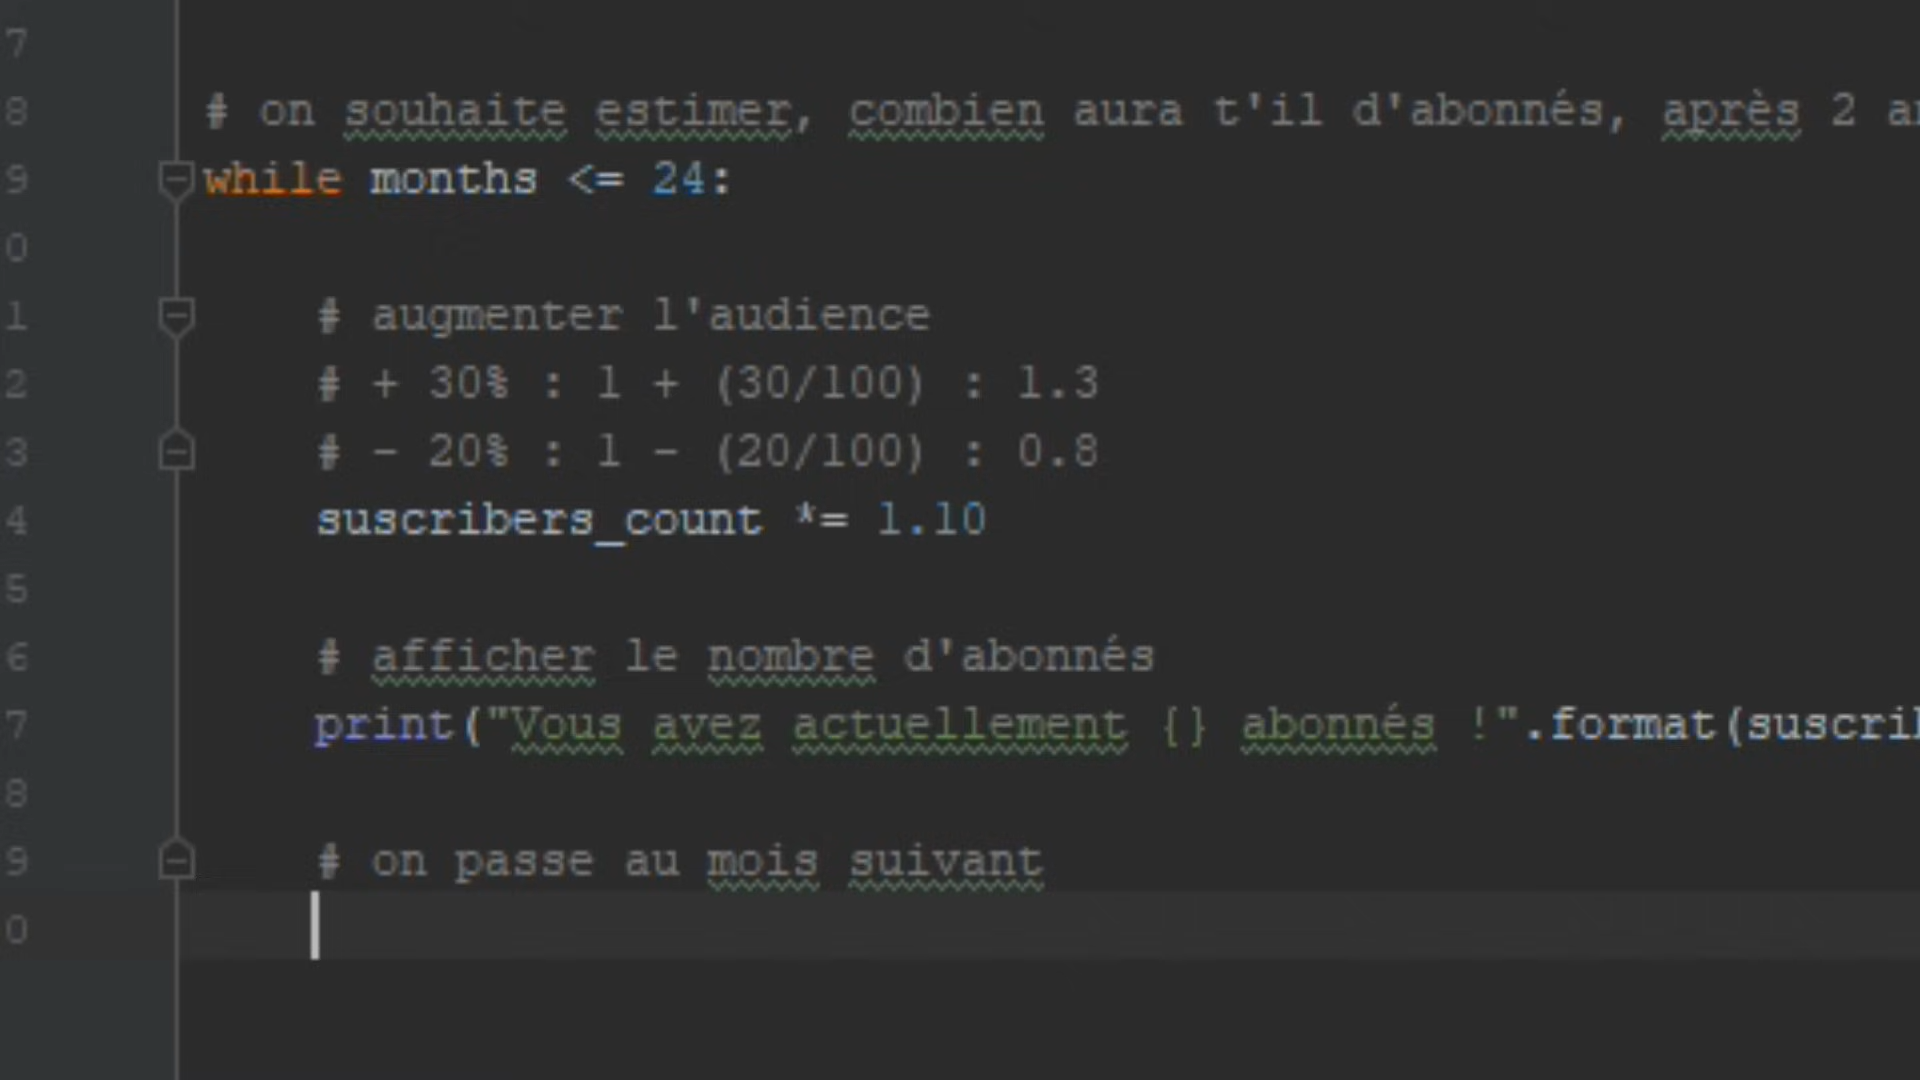 7
8 # on souhaite estimer, combien aura t'il d'abonnés, après 2
9 while months <= 24:
0
1 # augmenter l'audience
2 # + 30% : 1 + (30/100) : 1.3
3 # - 20% : 1 - (20/100) : 0.8
4 suscribers_count *= 1.10
5
6 # afficher le nombre d'abonnés
7 print("Vous avez actuellement {} abonnés !".format(
8
9 # on passe au mois suivant
0